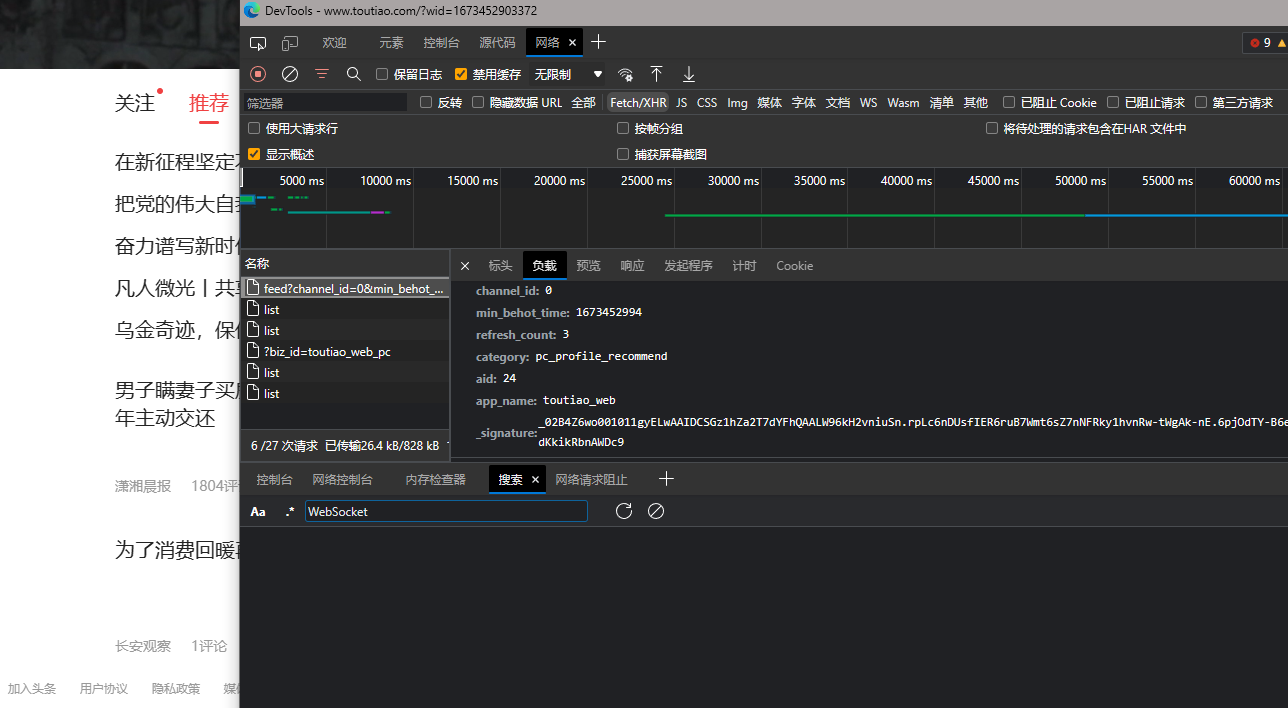 DevTools - www.toutiao.com/?wid=1673452903372
欢迎 元素 控制台 源代码 网络 × +
9
保留日志 禁用缓存 无限制
筛选器 反转 隐藏数据 URL 全部 Fetch/XHR JS CSS Img 媒体 字体 文档 WS Wasm 清单 其他 已阻止 Cookie 已阻止请求 第三方请求
使用大请求行 按帧分组 将待处理的请求包含在HAR 文件中
显示概述 捕获屏幕截图
5000 ms 10000 ms 15000 ms 20000 ms 25000 ms 30000 ms 35000 ms 40000 ms 45000 ms 50000 ms 55000 ms 60000 ms
名称
feed?channel_id=0&min_behot_...
list
list
?biz_id=toutiao_web_pc
list
list
6 /27 次请求 已传输26.4 kB/828 kB
× 标头 负载 预览 响应 发起程序 计时 Cookie
channel_id: 0
min_behot_time: 1673452994
refresh_count: 3
category: pc_profile_recommend
aid: 24
app_name: toutiao_web
_signature: _02B4Z6wo001011gyELwAAIDCSGz1hZa2T7dYFhQAALW96kH2vniuSn.rpLc6nDUsfIER6ruB7Wmt6sZ7nNFRky1hvnRw-tWgAk-nE.6pjOdTY-B6e
dKkikRbnAWDc9
控制台 网络控制台 内存检查器 搜索 × 网络请求阻止 +
Aa .* WebSocket
关注 推荐
在新征程坚定
把党的伟大自
奋力谱写新时
凡人微光丨共
乌金奇迹，保
男子瞒妻子买
年主动交还
潇湘晨报 1804评
为了消费回暖
长安观察 1评论
加入头条 用户协议 隐私政策 媒